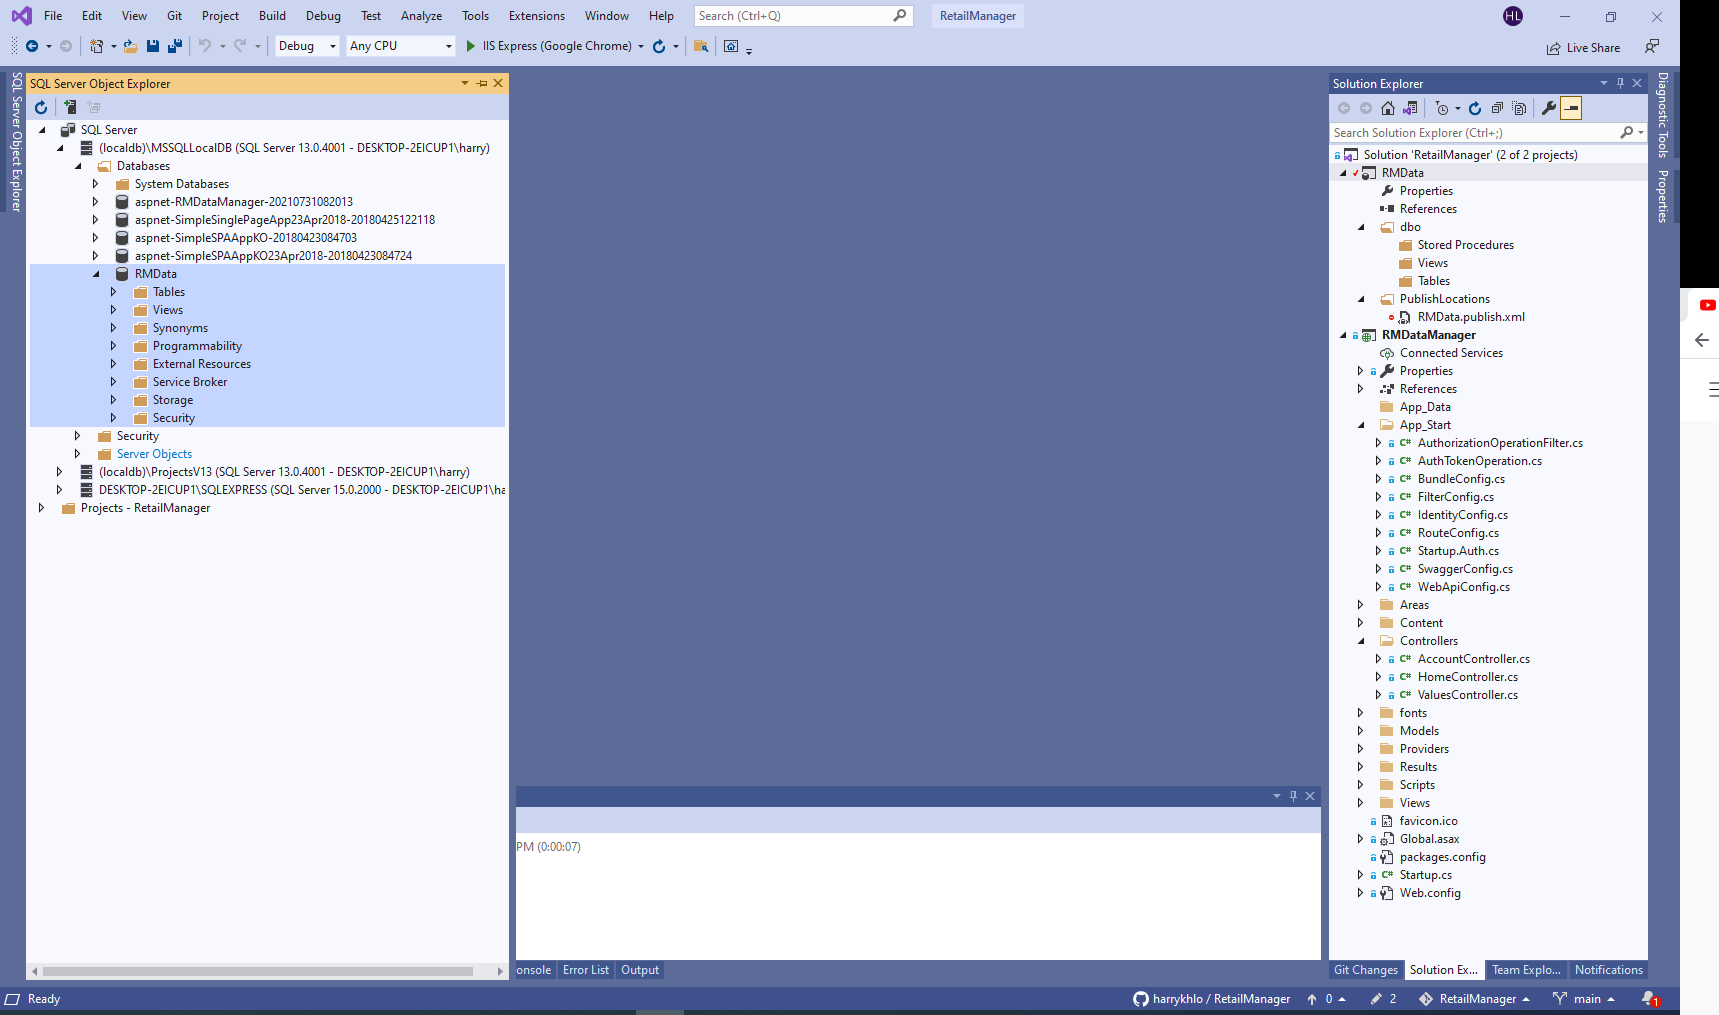 File Edit View Git Project Build Debug Test Analyze Tools Extensions Window Help Search (Ctrl+Q) RetailManager HL
Debug Any CPU IIS Express (Google Chrome) Live Share
SQL Server Object Explorer
SQL Server Object Explorer
SQL Server
(localdb)\MSSQLLocalDB (SQL Server 13.0.4001 - DESKTOP-2EICUP1\harry)
Databases
System Databases
aspnet-RMDataManager-20210731082013
aspnet-SimpleSinglePageApp23Apr2018-20180425122118
aspnet-SimpleSPAAppKO-20180423084703
aspnet-SimpleSPAAppKO23Apr2018-20180423084724
RMData
Tables
Views
Synonyms
Programmability
External Resources
Service Broker
Storage
Security
Security
Server Objects
(localdb)\ProjectsV13 (SQL Server 13.0.4001 - DESKTOP-2EICUP1\harry)
DESKTOP-2EICUP1\SQLEXPRESS (SQL Server 15.0.2000 - DESKTOP-2EICUP1\ha
Projects - RetailManager
PM (0:00:07)
onsole Error List Output
Solution Explorer
Search Solution Explorer (Ctrl+;)
Solution 'RetailManager' (2 of 2 projects)
RMData
Properties
References
dbo
Stored Procedures
Views
Tables
PublishLocations
RMData.publish.xml
RMDataManager
Connected Services
Properties
References
App_Data
App_Start
AuthorizationOperationFilter.cs
AuthTokenOperation.cs
BundleConfig.cs
FilterConfig.cs
IdentityConfig.cs
RouteConfig.cs
Startup.Auth.cs
SwaggerConfig.cs
WebApiConfig.cs
Areas
Content
Controllers
AccountController.cs
HomeController.cs
ValuesController.cs
fonts
Models
Providers
Results
Scripts
Views
favicon.ico
Global.asax
packages.config
Startup.cs
Web.config
Git Changes Solution Ex... Team Explo... Notifications
Diagnostic Tools
Properties
Ready harrykhlo / RetailManager 0 2 RetailManager main 1